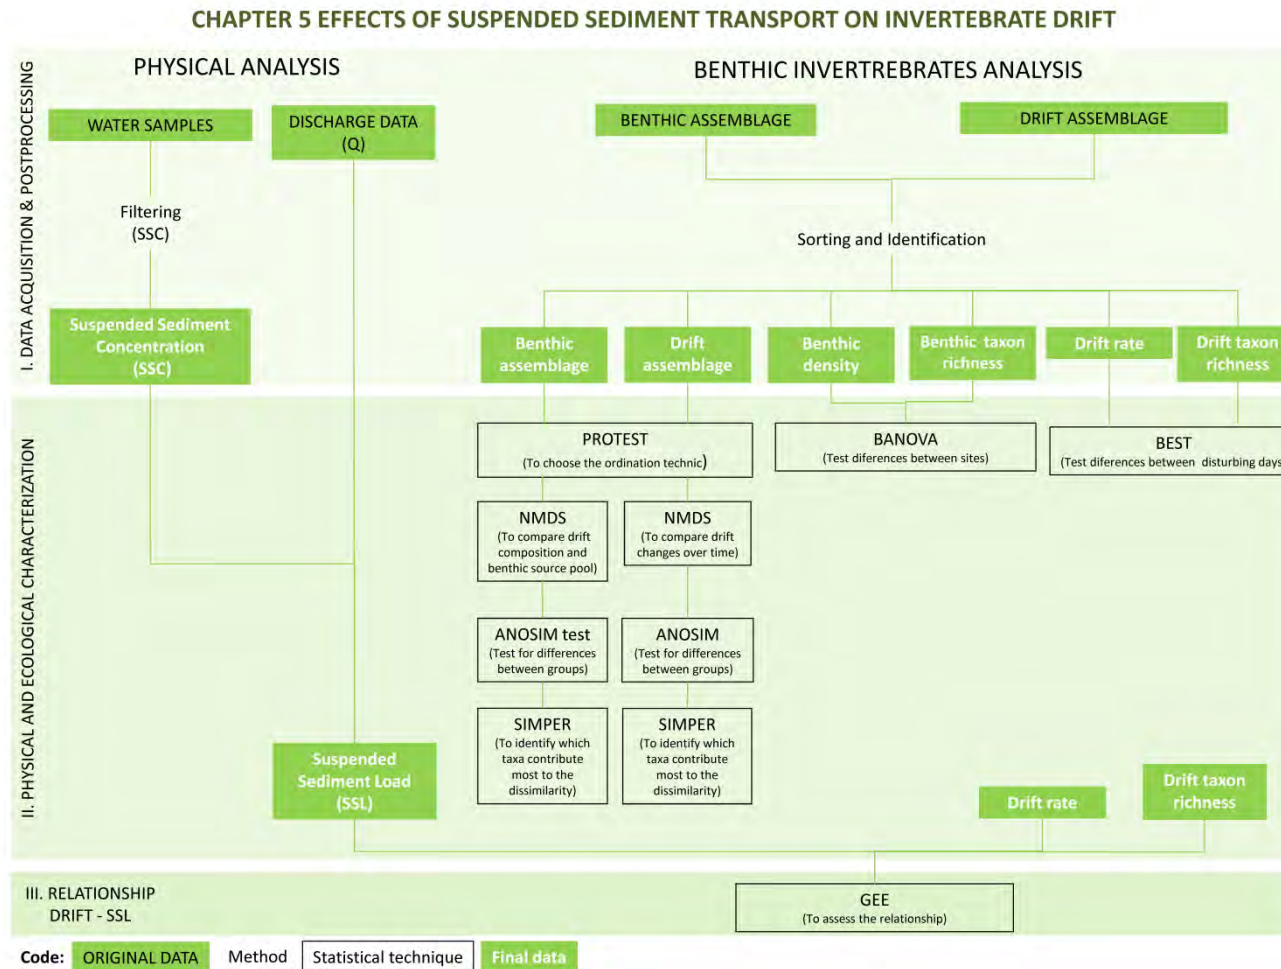 CHAPTER 5 EFFECTS OF SUSPENDED SEDIMENT TRANSPORT ON INVERTEBRATE DRIFT
I. DATA ACQUISITION & POSTPROCESSING
PHYSICAL ANALYSIS
WATER SAMPLES
DISCHARGE DATA
(Q)
Filtering
(SSC)
Suspended Sediment
Concentration
(SSC)
BENTHIC INVERTREBRATES ANALYSIS
BENTHIC ASSEMBLAGE
DRIFT ASSEMBLAGE
Sorting and Identification
Benthic
assemblage
Drift
assemblage
Benthic
density
Benthic taxon
richness
Drift rate
Drift taxon
richness
II. PHYSICAL AND ECOLOGICAL CHARACTERIZATION
PROTEST
(To choose the ordination technic)
BANOVA
(Test diferences between sites)
BEST
(Test diferences between disturbing days
NMDS
(To compare drift
composition and
benthic source pool)
NMDS
(To compare drift
changes over time)
ANOSIM test
(Test for differences
between groups)
ANOSIM
(Test for differences
between groups)
SIMPER
(To identify which
taxa contribute
most to the
dissimilarity)
SIMPER
(To identify which
taxa contribute
most to the
dissimilarity)
Suspended
Sediment Load
(SSL)
Drift rate
Drift taxon
richness
III. RELATIONSHIP
DRIFT - SSL
GEE
(To assess the relationship)
Code: ORIGINAL DATA Method Statistical technique Final data